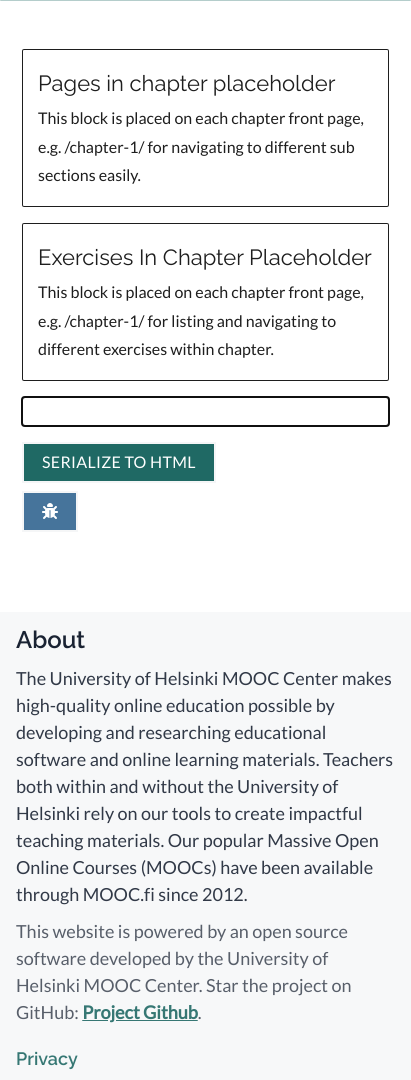 Pages in chapter placeholder
This block is placed on each chapter front page,
e.g. /chapter-1/ for navigating to different sub
sections easily.
Exercises In Chapter Placeholder
This block is placed on each chapter front page,
e.g. /chapter-1/ for listing and navigating to
different exercises within chapter.
SERIALIZE TO HTML
About
The University of Helsinki MOOC Center makes
high-quality online education possible by
developing and researching educational
software and online learning materials. Teachers
both within and without the University of
Helsinki rely on our tools to create impactful
teaching materials. Our popular Massive Open
Online Courses (MOOCs) have been available
through MOOC.fi since 2012.
This website is powered by an open source
software developed by the University of
Helsinki MOOC Center. Star the project on
GitHub: Project Github.
Privacy